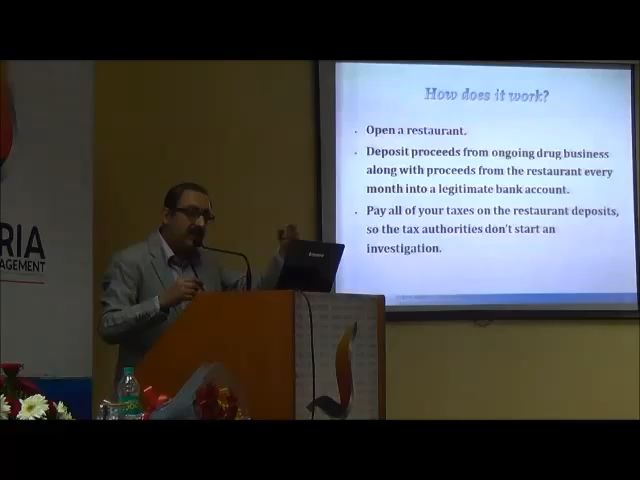 How does it work?
Open a restaurant.
Deposit proceeds from ongoing drug business
along with proceeds from the restaurant every
month into a legitimate bank account.
Pay all of your taxes on the restaurant deposits,
so the tax authorities don't start an
investigation.
RIA
AGEMENT
lenovo